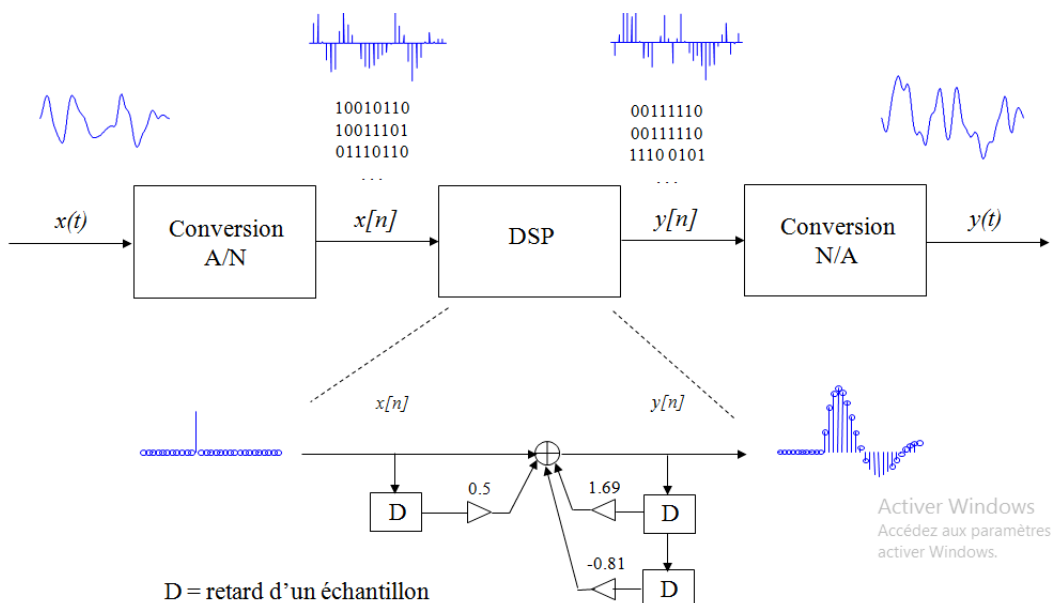 10010110
10011101
01110110
...
00111110
00111110
1110 0101
...
x(t)
Conversion
A/N
x[n]
DSP
y[n]
Conversion
N/A
y(t)
x[n]
y[n]
0.5
1.69
D
D
-0.81
D
D = retard d'un échantillon
Activer Windows
Accédez aux paramètres
activer Windows.